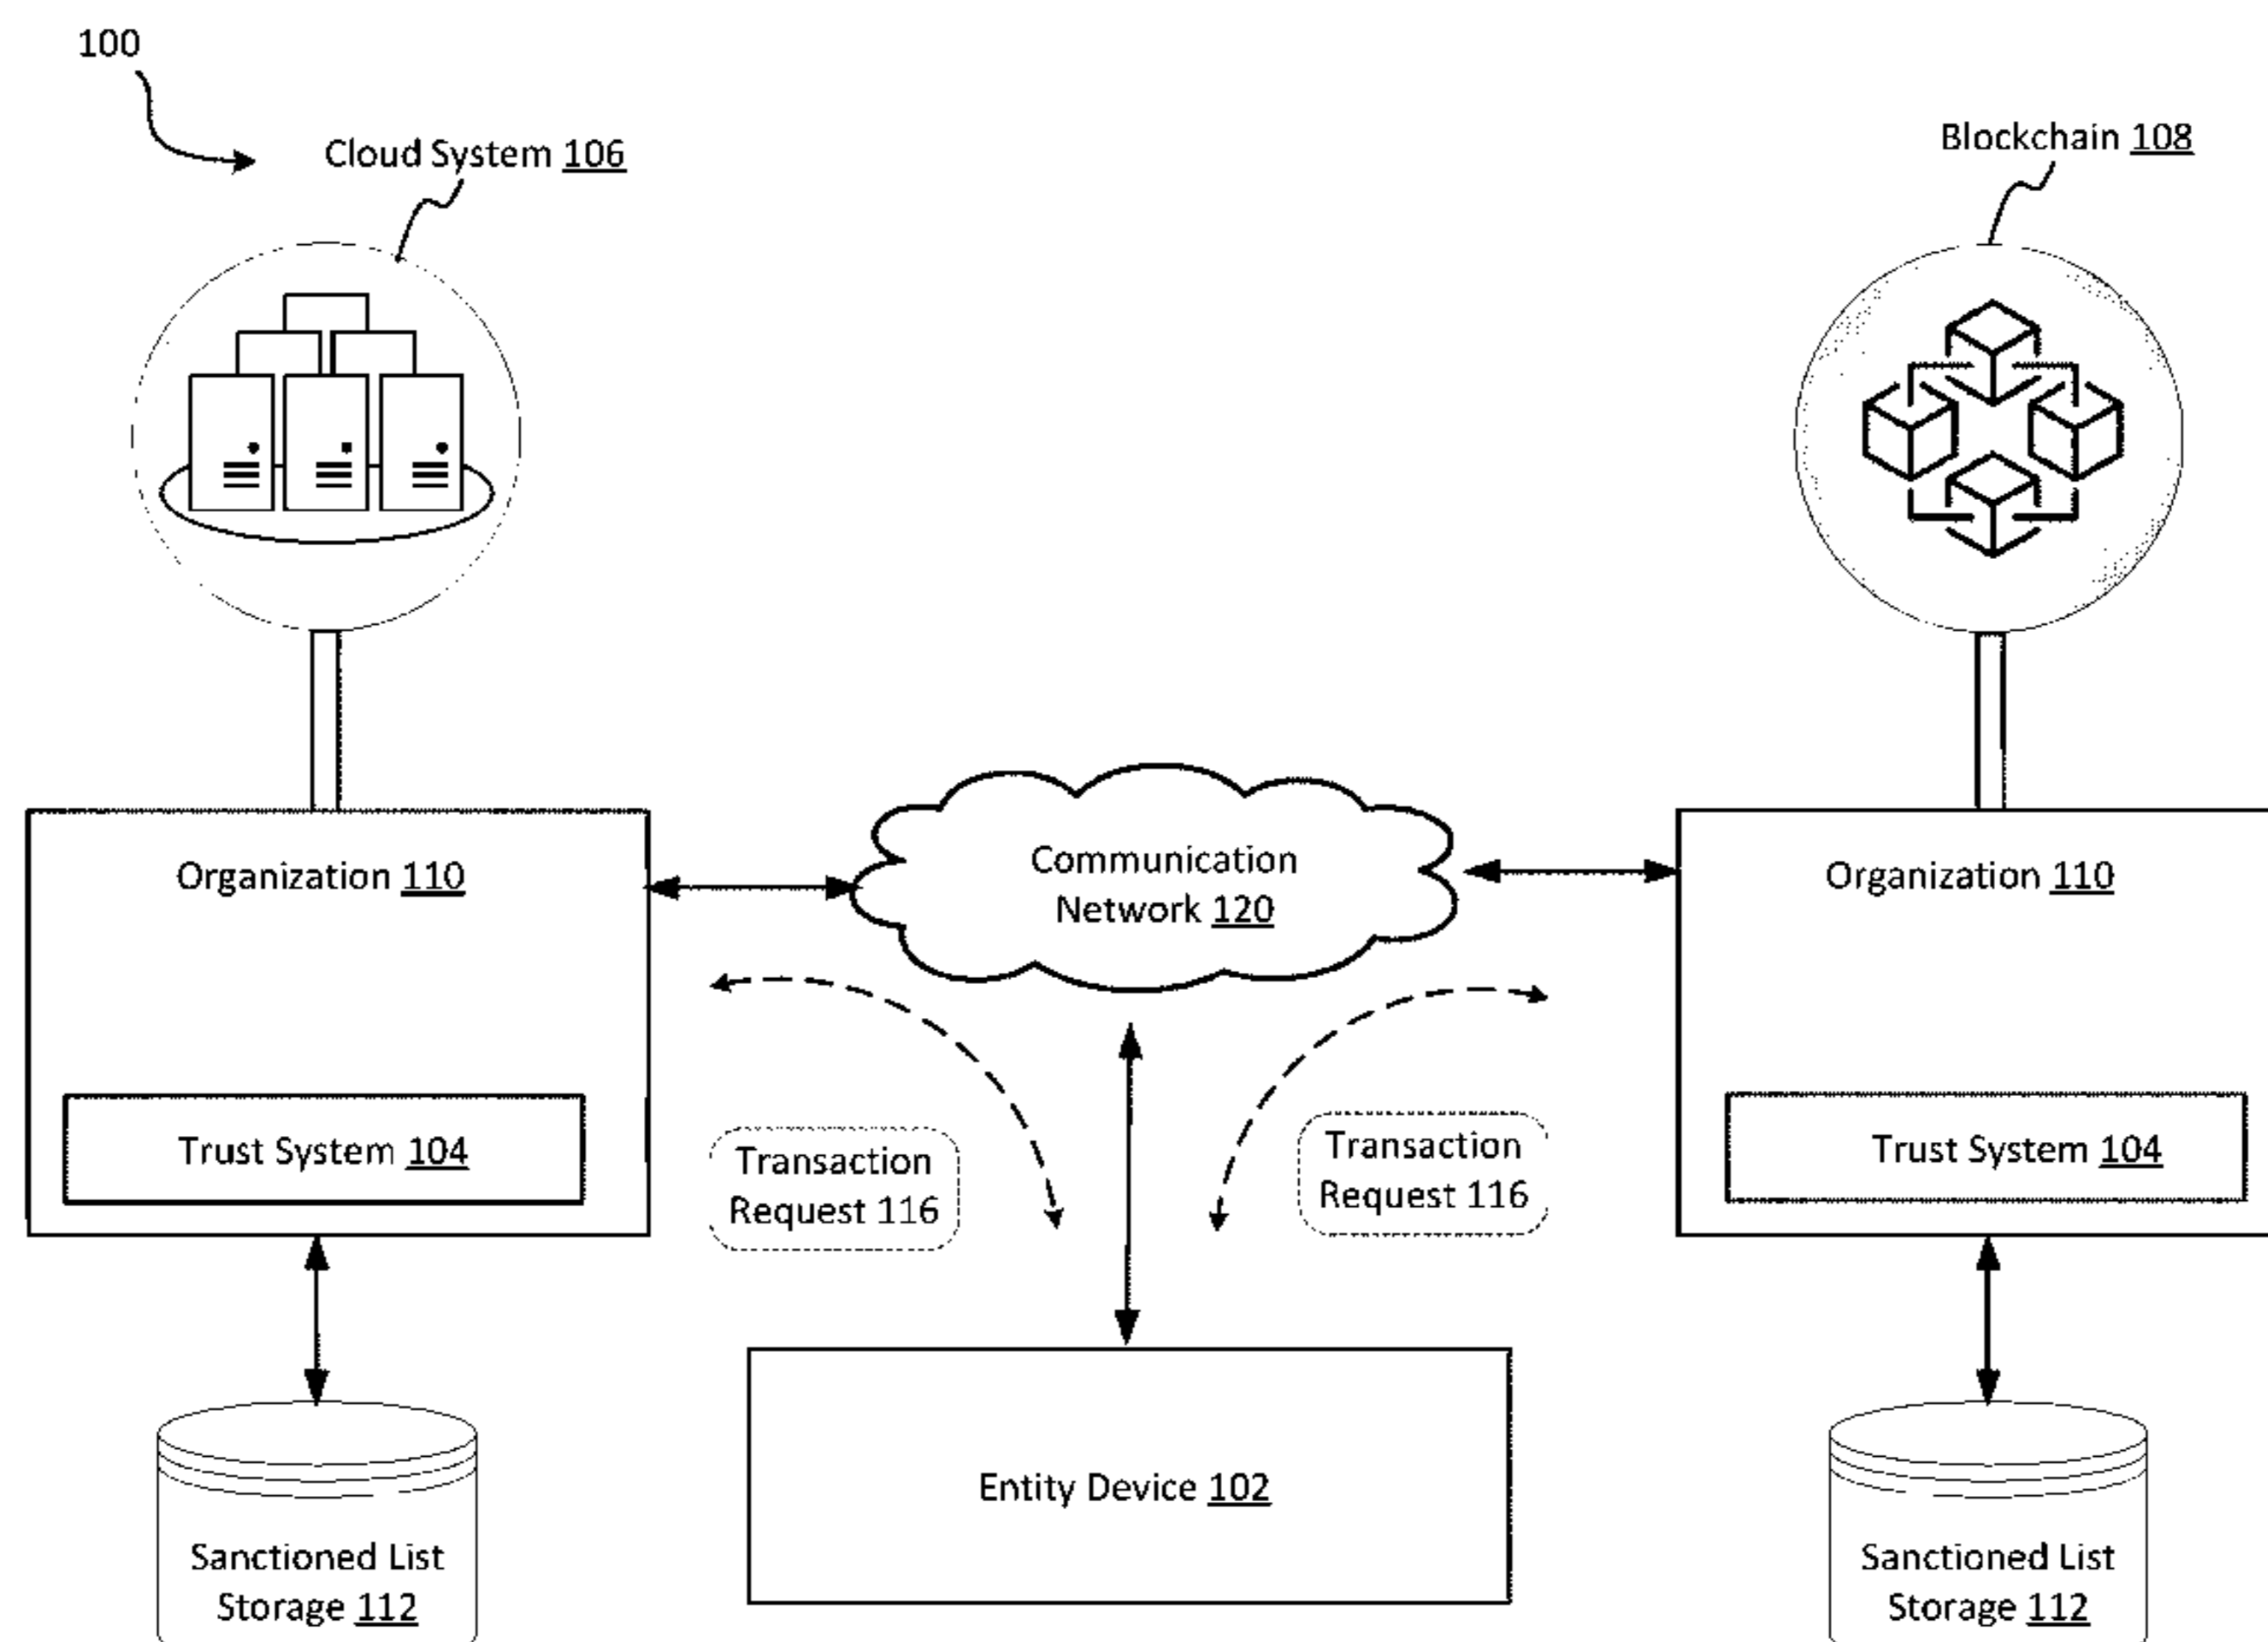 100
Cloud System 106
Blockchain 108
Organization 110
Communication
Network 120
Organization 110
Trust System 104
Transaction
Request 116
Transaction
Request 116
Trust System 104
Sanctioned List
Storage 112
Entity Device 102
Sanctioned List
Storage 112